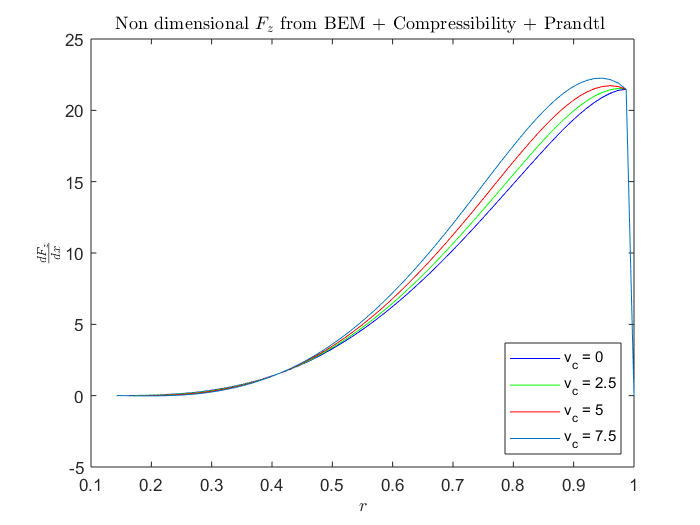 Non dimensional F_z from BEM + Compressibility + Prandtl
25
20
15
10
5
0
-5
dF_z
dx
0.1 0.2 0.3 0.4 0.5 0.6 0.7 0.8 0.9 1
r
v_c = 0
v_c = 2.5
v_c = 5
v_c = 7.5